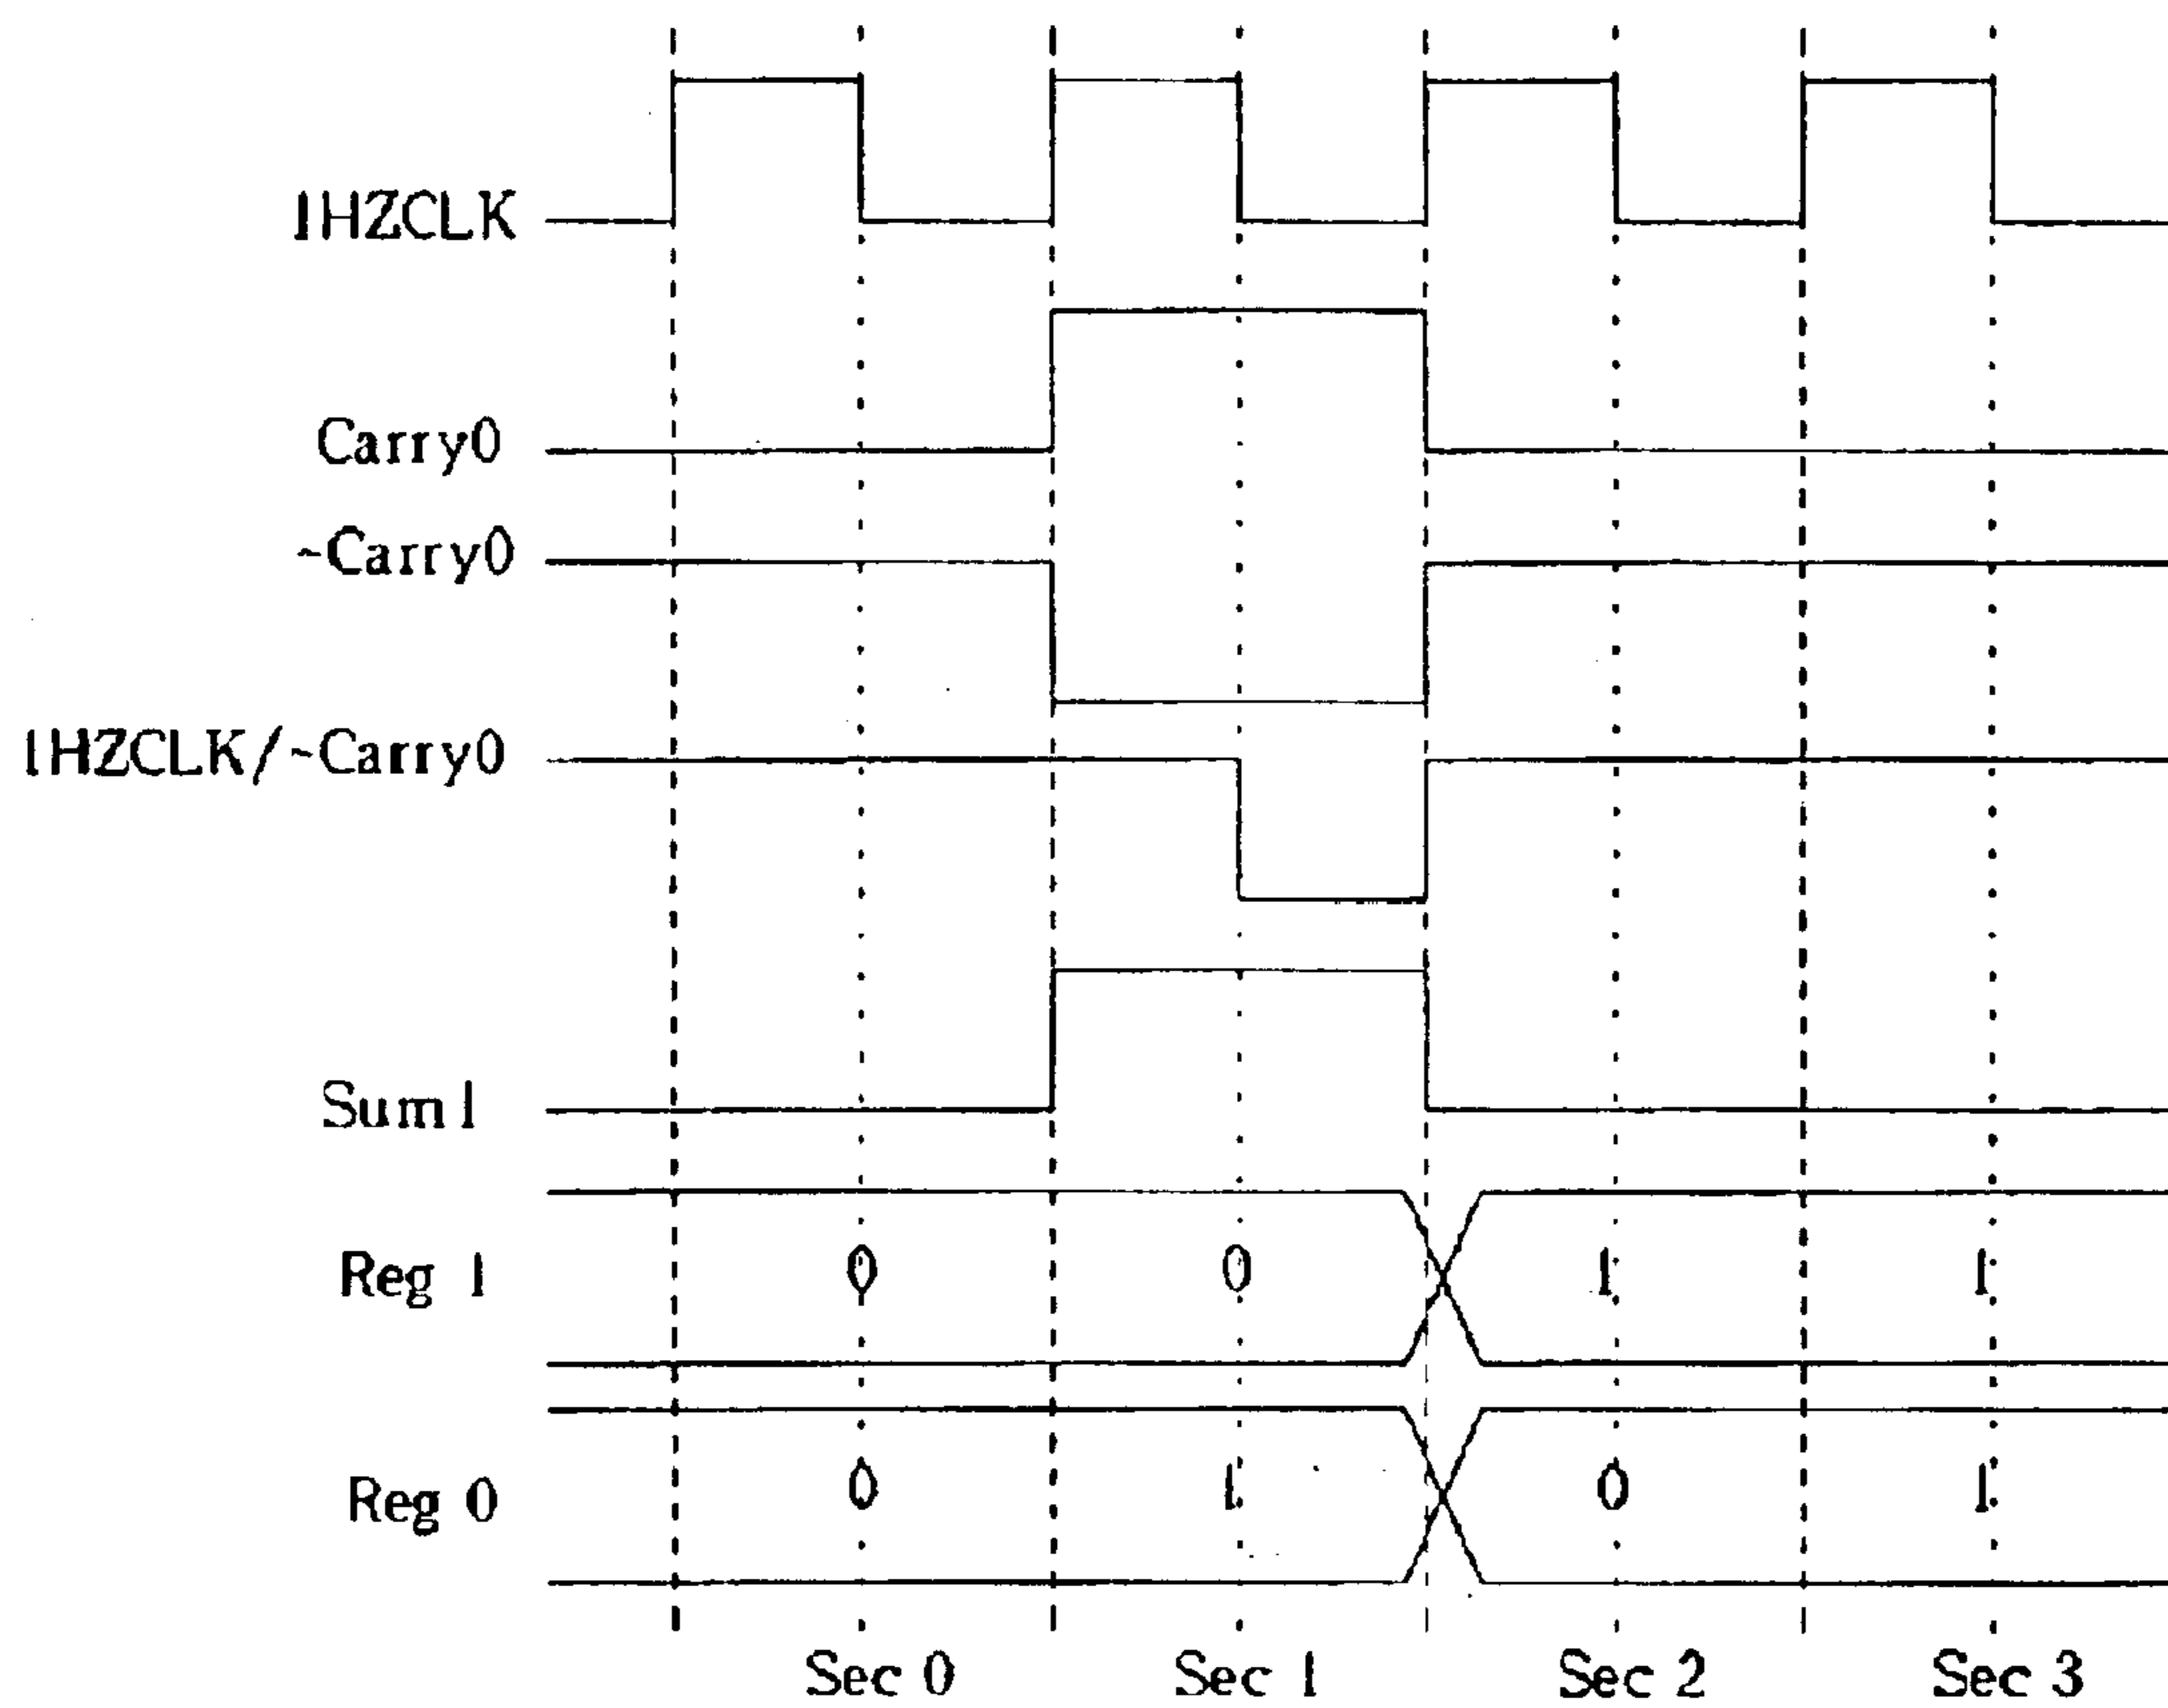 1HZCLK
Carry0
~Carry0
1HZCLK/~Carry0
Sum1
Reg 1 0 0 1 1
Reg 0 0 1 0 1
Sec 0 Sec 1 Sec 2 Sec 3